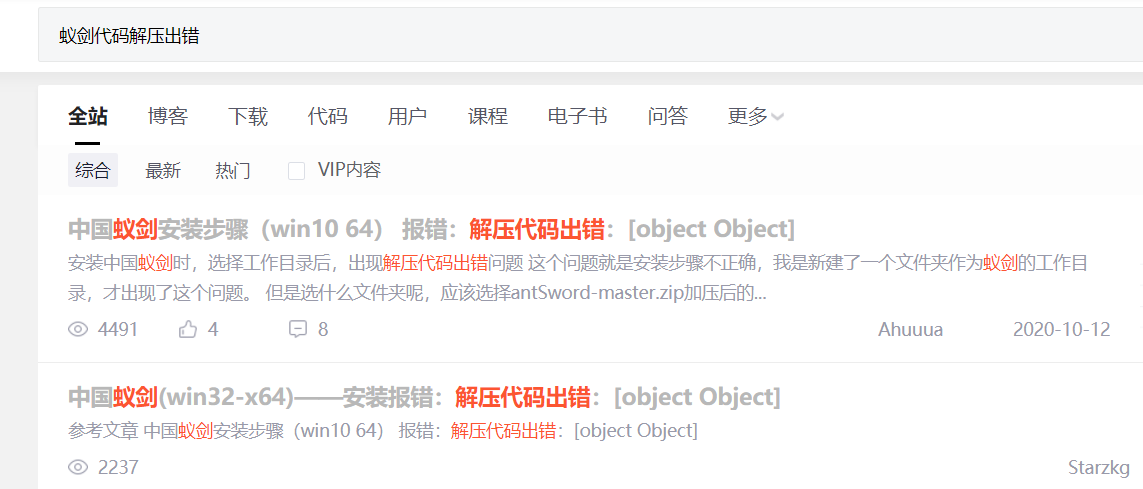 蚁剑代码解压出错
全站 博客 下载 代码 用户 课程 电子书 问答 更多
综合 最新 热门 VIP内容
中国蚁剑安装步骤（win10 64） 报错：解压代码出错：[object Object]
安装中国蚁剑时，选择工作目录后，出现解压代码出错问题 这个问题就是安装步骤不正确，我是新建了一个文件夹作为蚁剑的工作目
录，才出现了这个问题。 但是选什么文件夹呢，应该选择antSword-master.zip加压后的...
4491 4 8 Ahuuua 2020-10-12
中国蚁剑(win32-x64)——安装报错：解压代码出错：[object Object]
参考文章 中国蚁剑安装步骤（win10 64） 报错：解压代码出错：[object Object]
2237 Starzkg